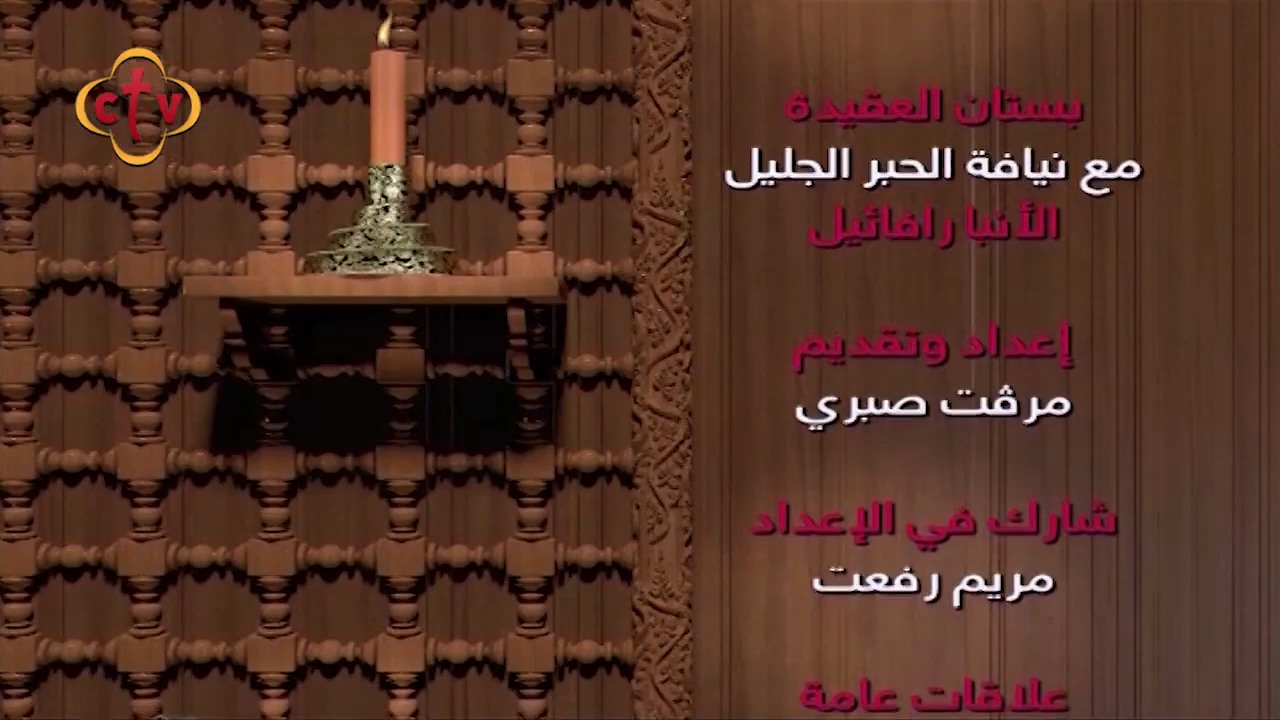 ctv
بستان العقيدة
مع نيافة الحبر الجليل
الأنبا رافائيل
إعداد وتقديم
مرڤت صبري
شارك في الإعداد
مريم رفعت
علاقات عامة